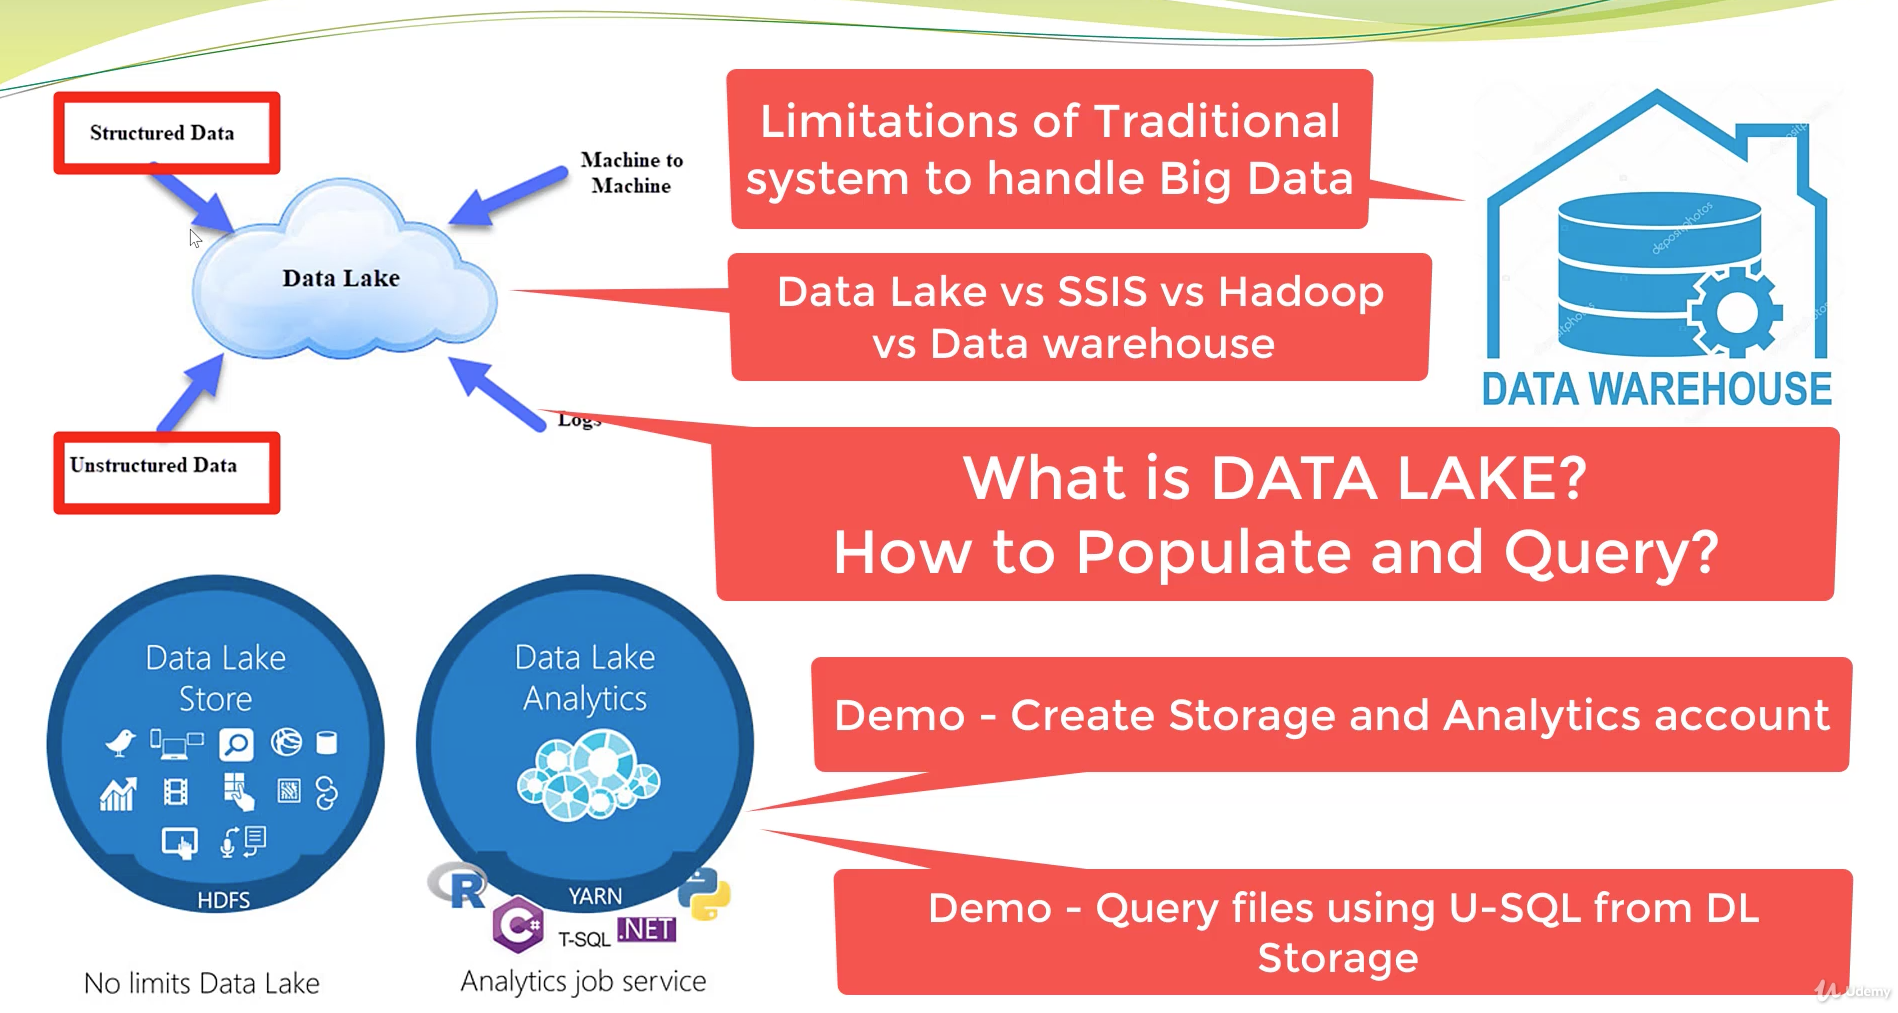 Structured Data
Machine to
Machine
Data Lake
Unstructured Data
Logs
Limitations of Traditional
system to handle Big Data
Data Lake vs SSIS vs Hadoop
vs Data warehouse
depositphotos
DATA WAREHOUSE
What is DATA LAKE?
How to Populate and Query?
Data Lake
Store
HDFS
No limits Data Lake
Data Lake
Analytics
YARN
R
C#
T-SQL
.NET
Analytics job service
Demo - Create Storage and Analytics account
Demo - Query files using U-SQL from DL
Storage
Udemy